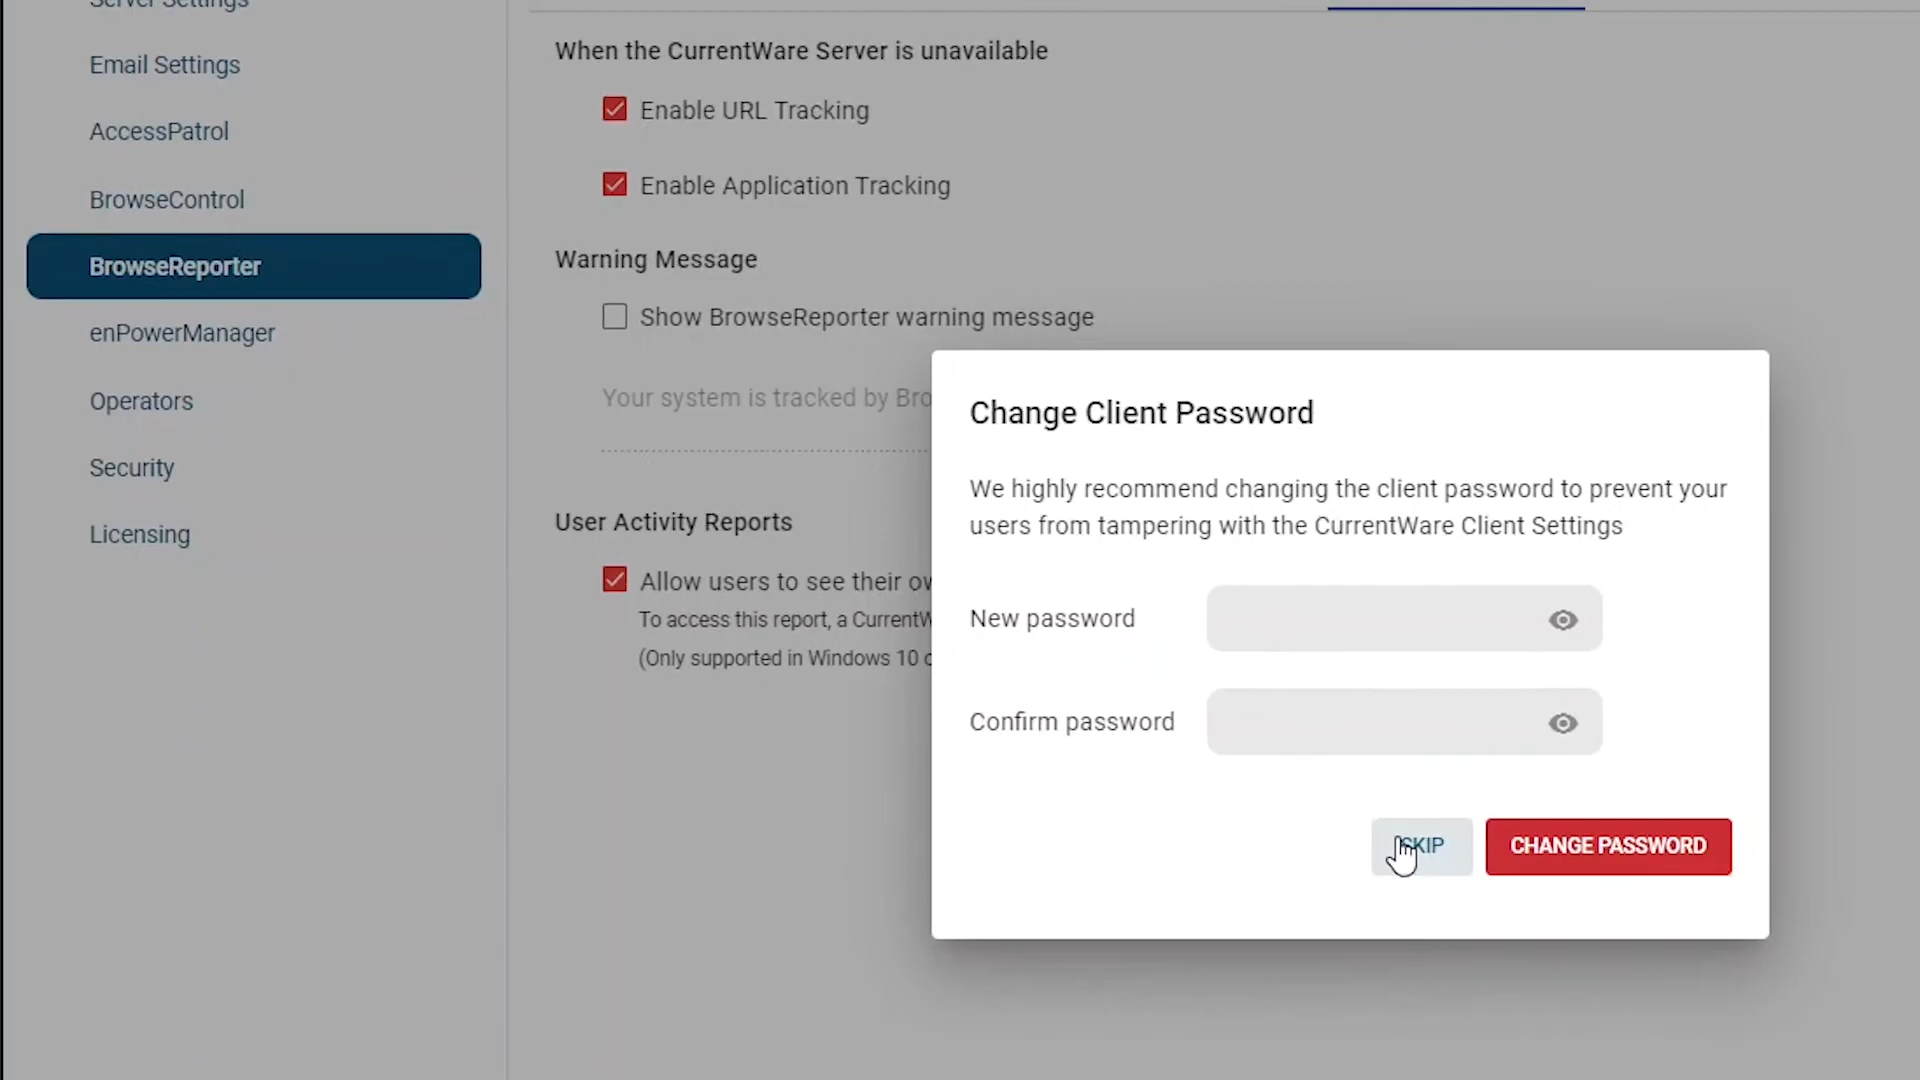 Server Settings
Email Settings
AccessPatrol
BrowseControl
BrowseReporter
enPowerManager
Operators
Security
Licensing
When the CurrentWare Server is unavailable
Enable URL Tracking
Enable Application Tracking
Warning Message
Show BrowseReporter warning message
Your system is tracked by
User Activity Reports
Allow users to see their
To access this report, a
(Only supported in Windows 10
Change Client Password
We highly recommend changing the client password to prevent your
users from tampering with the CurrentWare Client Settings
New password
Confirm password
SKIP
CHANGE PASSWORD